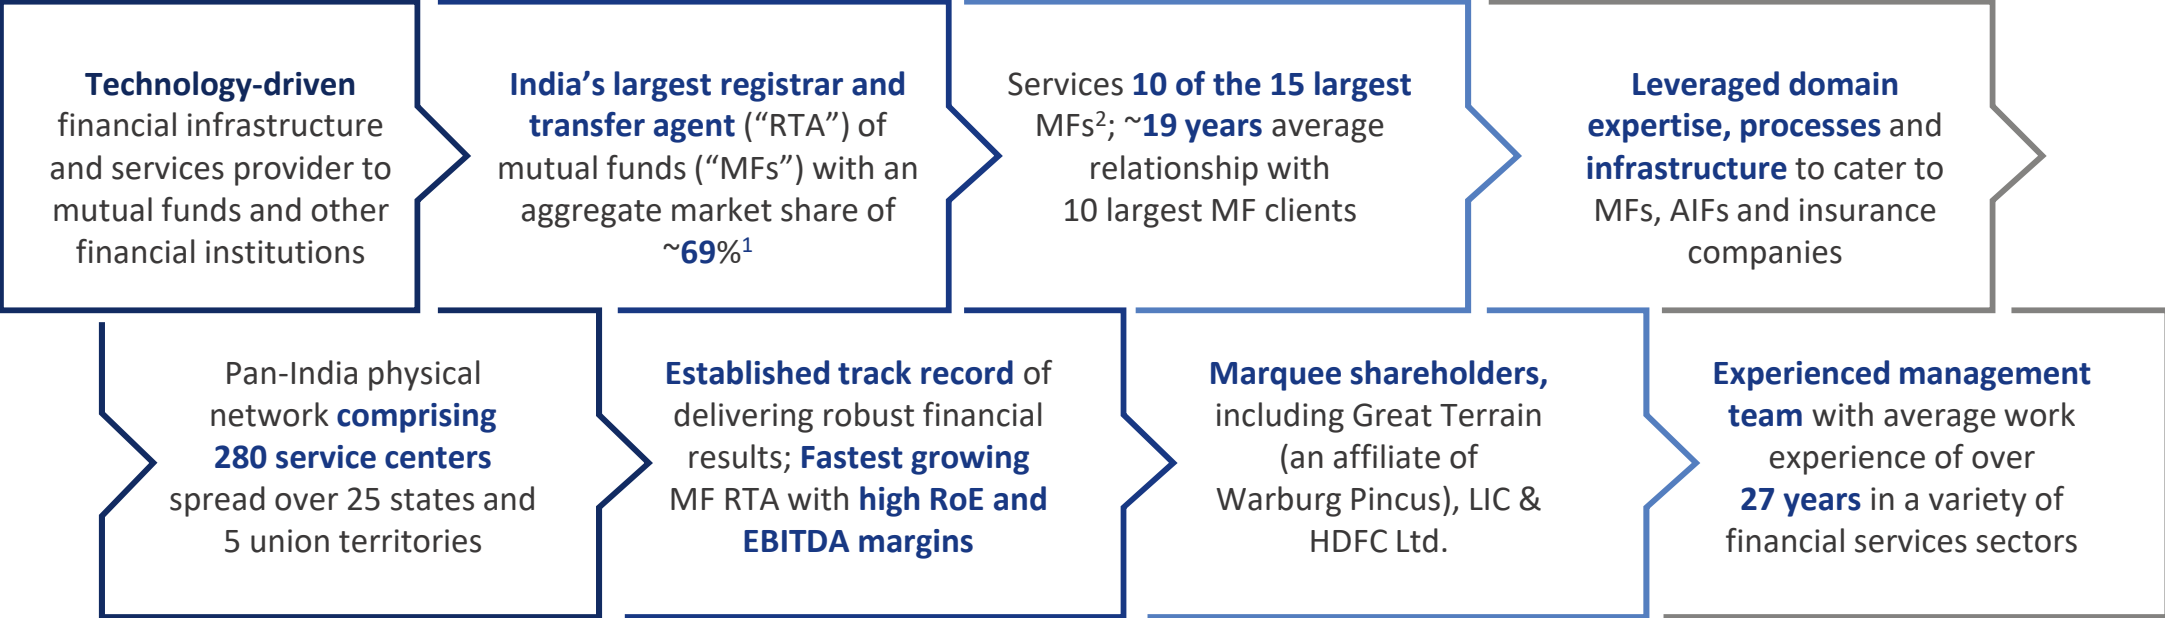 Technology-driven
financial infrastructure
and services provider to
mutual funds and other
financial institutions
India’s largest registrar and
transfer agent (“RTA”) of
mutual funds (“MFs”) with an
aggregate market share of
~69%1
Services 10 of the 15 largest
MFs2; ~19 years average
relationship with
10 largest MF clients
Leveraged domain
expertise, processes and
infrastructure to cater to
MFs, AIFs and insurance
companies
Pan-India physical
network comprising
280 service centers
spread over 25 states and
5 union territories
Established track record of
delivering robust financial
results; Fastest growing
MF RTA with high RoE and
EBITDA margins
Marquee shareholders,
including Great Terrain
(an affiliate of
Warburg Pincus), LIC &
HDFC Ltd.
Experienced management
team with average work
experience of over
27 years in a variety of
financial services sectors